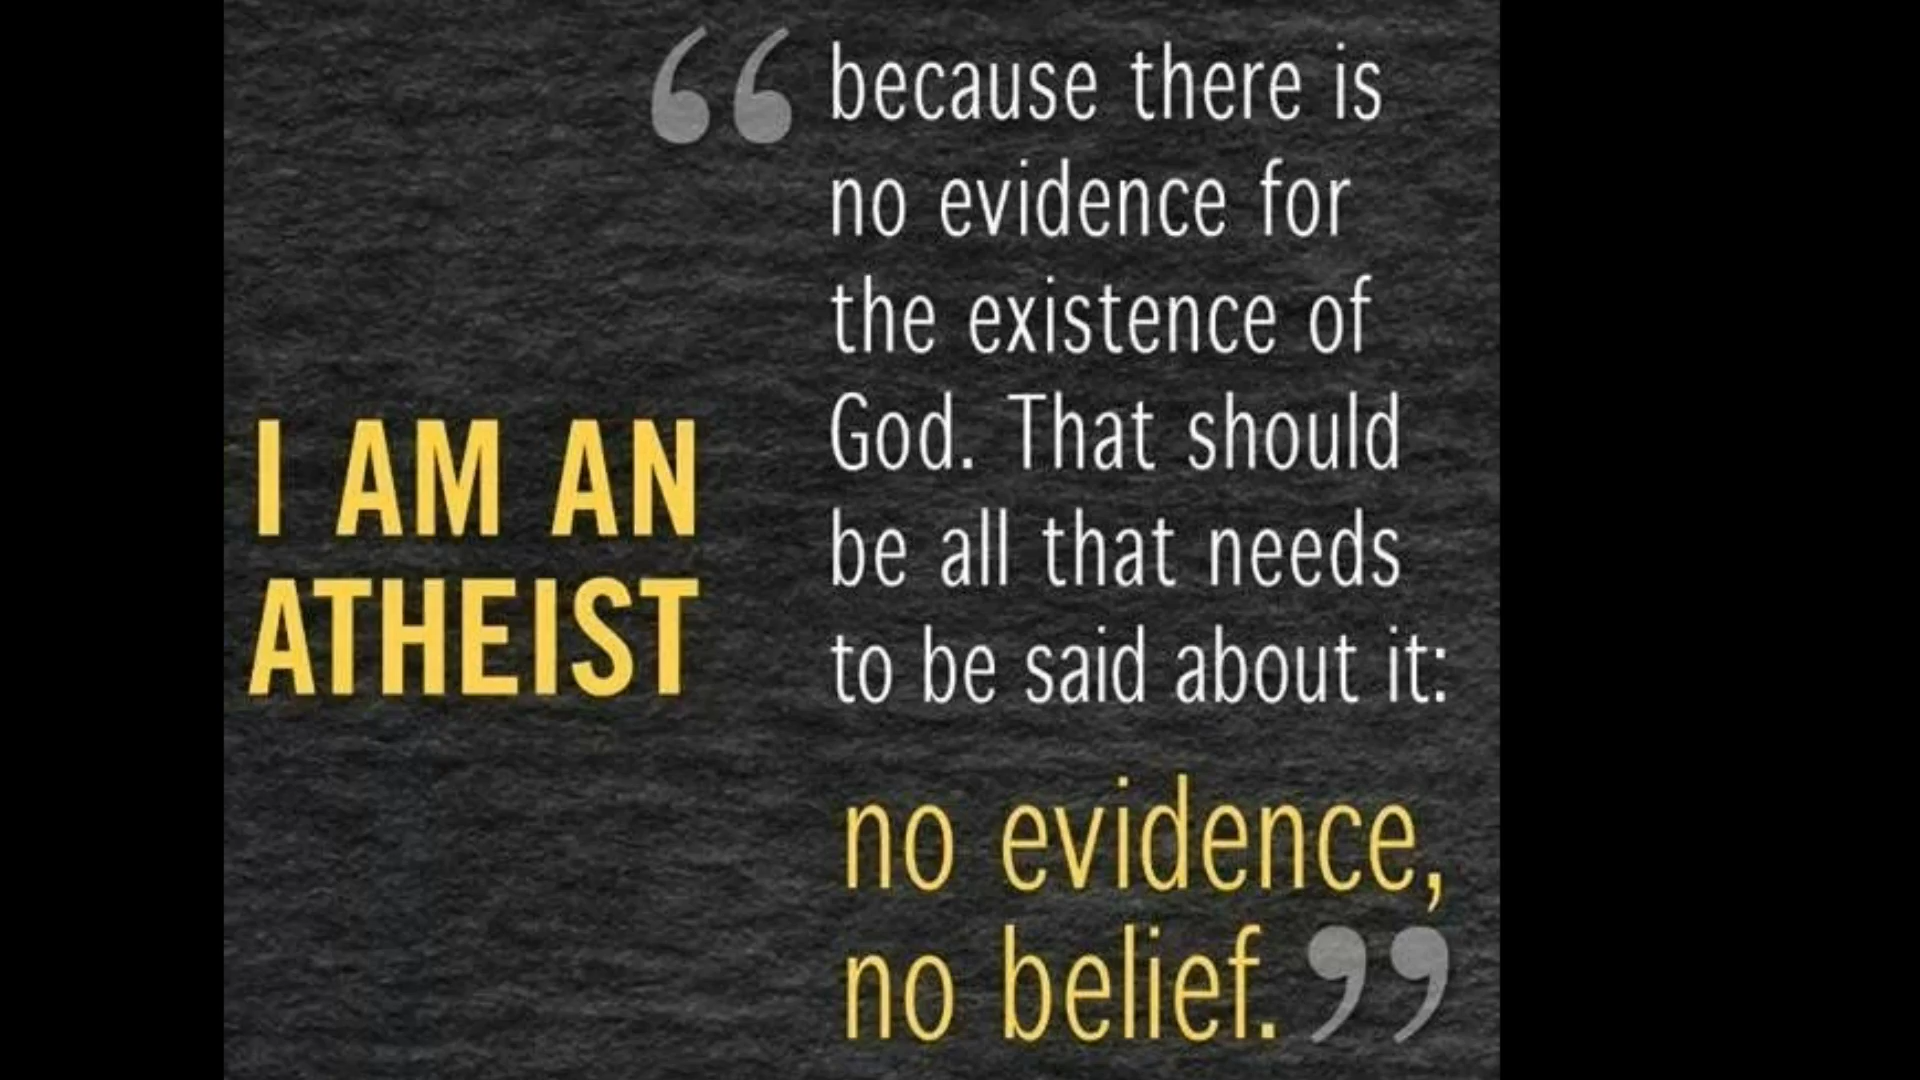 I AM AN
ATHEIST
“ because there is
no evidence for
the existence of
God. That should
be all that needs
to be said about it:
no evidence,
no belief. ”